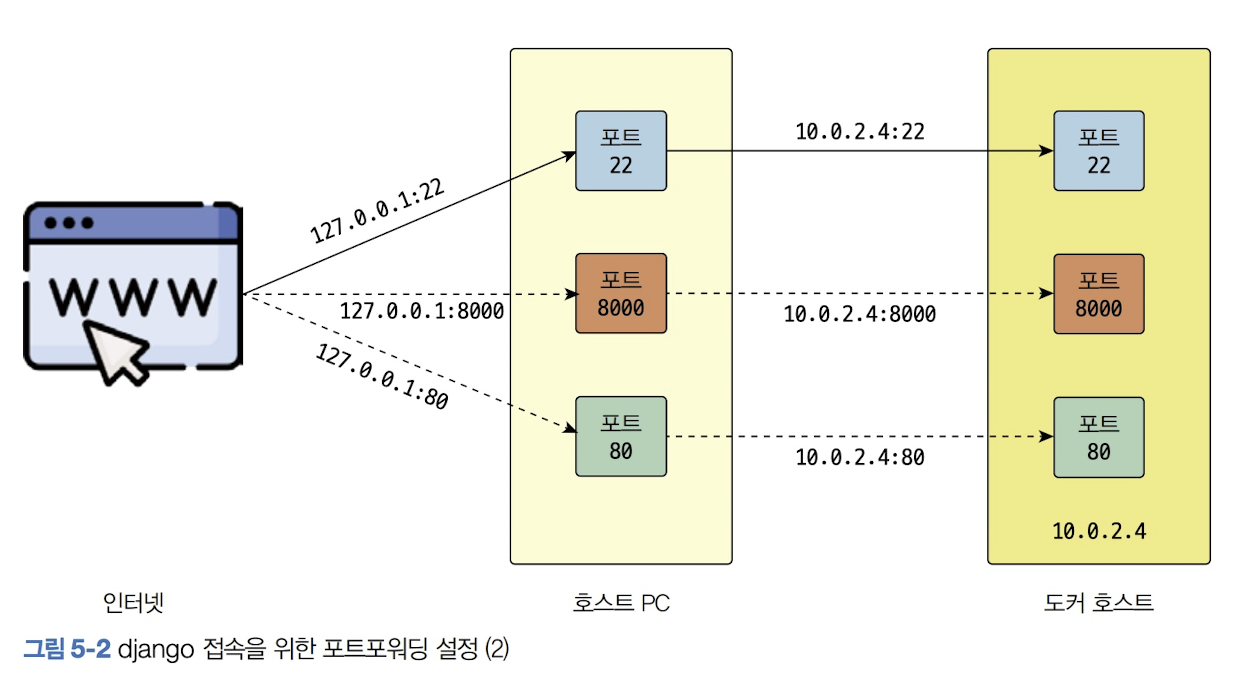 포트
22
10.0.2.4:22
포트
22
127.0.0.1:22
WWW
포트
8000
포트
8000
127.0.0.1:8000
10.0.2.4:8000
127.0.0.1:80
포트
80
포트
80
10.0.2.4:80
10.0.2.4
인터넷
호스트 PC
도커 호스트
그림 5-2 django 접속을 위한 포트포워딩 설정 (2)